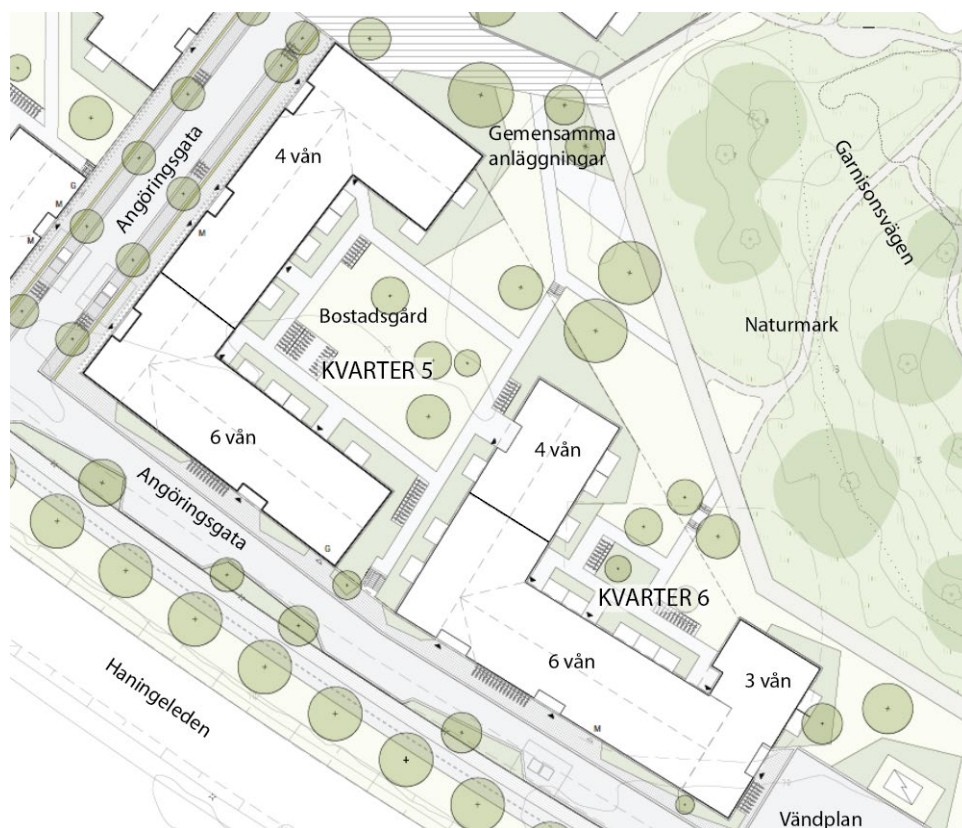 Angöringsgata
4 vån
Gemensamma
anläggningar
Garnisonsvägen
G
M
M
M
Bostadsgård
Naturmark
KVARTER 5
6 vån
4 vån
Angöringsgata
G
KVARTER 6
6 vån
3 vån
Haningeleden
M
Vändplan